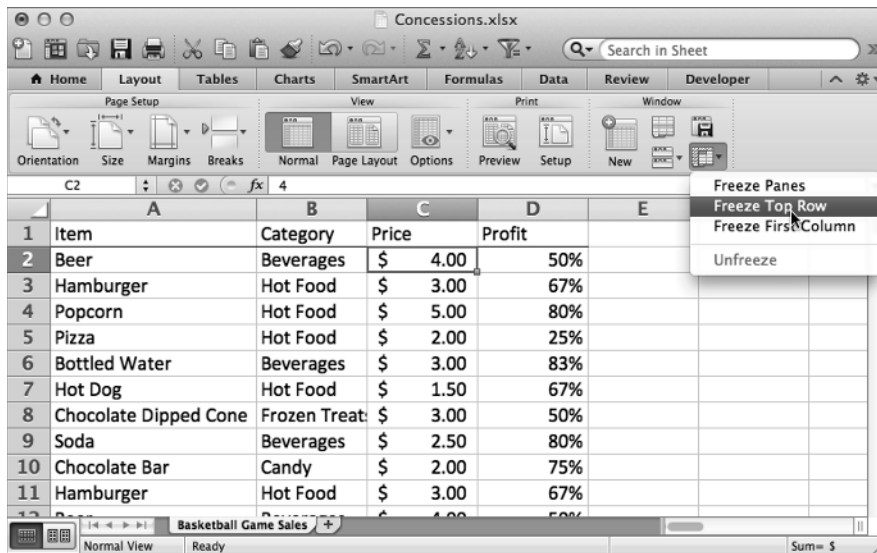 Concessions.xlsx
Search in Sheet
Home Layout Tables Charts SmartArt Formulas Data Review Developer
Page Setup View Print Window
Orientation Size Margins Breaks Normal Page Layout Options Preview Setup New
C2 fx 4
Freeze Panes
Freeze Top Row
Freeze First Column
Unfreeze
A B C D E
1 Item Category Price Profit
2 Beer Beverages $ 4.00 50%
3 Hamburger Hot Food $ 3.00 67%
4 Popcorn Hot Food $ 5.00 80%
5 Pizza Hot Food $ 2.00 25%
6 Bottled Water Beverages $ 3.00 83%
7 Hot Dog Hot Food $ 1.50 67%
8 Chocolate Dipped Cone Frozen Treats $ 3.00 50%
9 Soda Beverages $ 2.50 80%
10 Chocolate Bar Candy $ 2.00 75%
11 Hamburger Hot Food $ 3.00 67%
Basketball Game Sales
Normal View Ready Sum= $